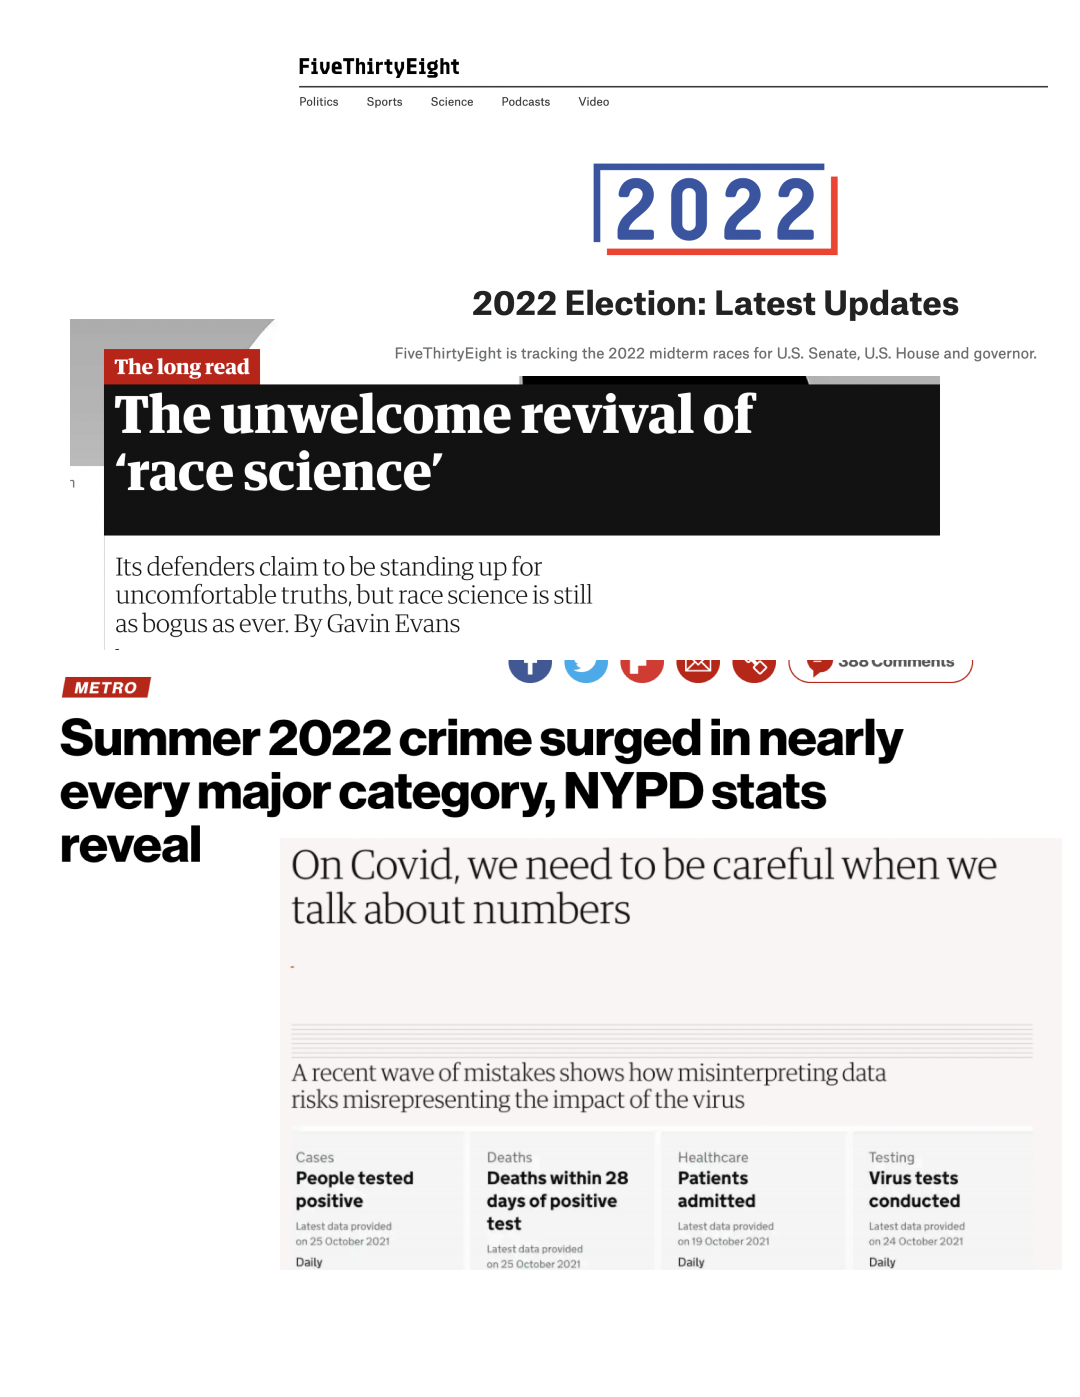 FiveThirtyEight
Politics Sports Science Podcasts Video
2022
2022 Election: Latest Updates
FiveThirtyEight is tracking the 2022 midterm races for U.S. Senate, U.S. House and governor.
The long read
The unwelcome revival of
‘race science’
Its defenders claim to be standing up for
uncomfortable truths, but race science is still
as bogus as ever. By Gavin Evans
388 Comments
METRO
Summer 2022 crime surged in nearly
every major category, NYPD stats
reveal
On Covid, we need to be careful when we
talk about numbers
A recent wave of mistakes shows how misinterpreting data
risks misrepresenting the impact of the virus
Cases
People tested
positive
Latest data provided
on 25 October 2021
Daily
Deaths
Deaths within 28
days of positive
test
Latest data provided
on 25 October 2021
Healthcare
Patients
admitted
Latest data provided
on 19 October 2021
Daily
Testing
Virus tests
conducted
Latest data provided
on 24 October 2021
Daily